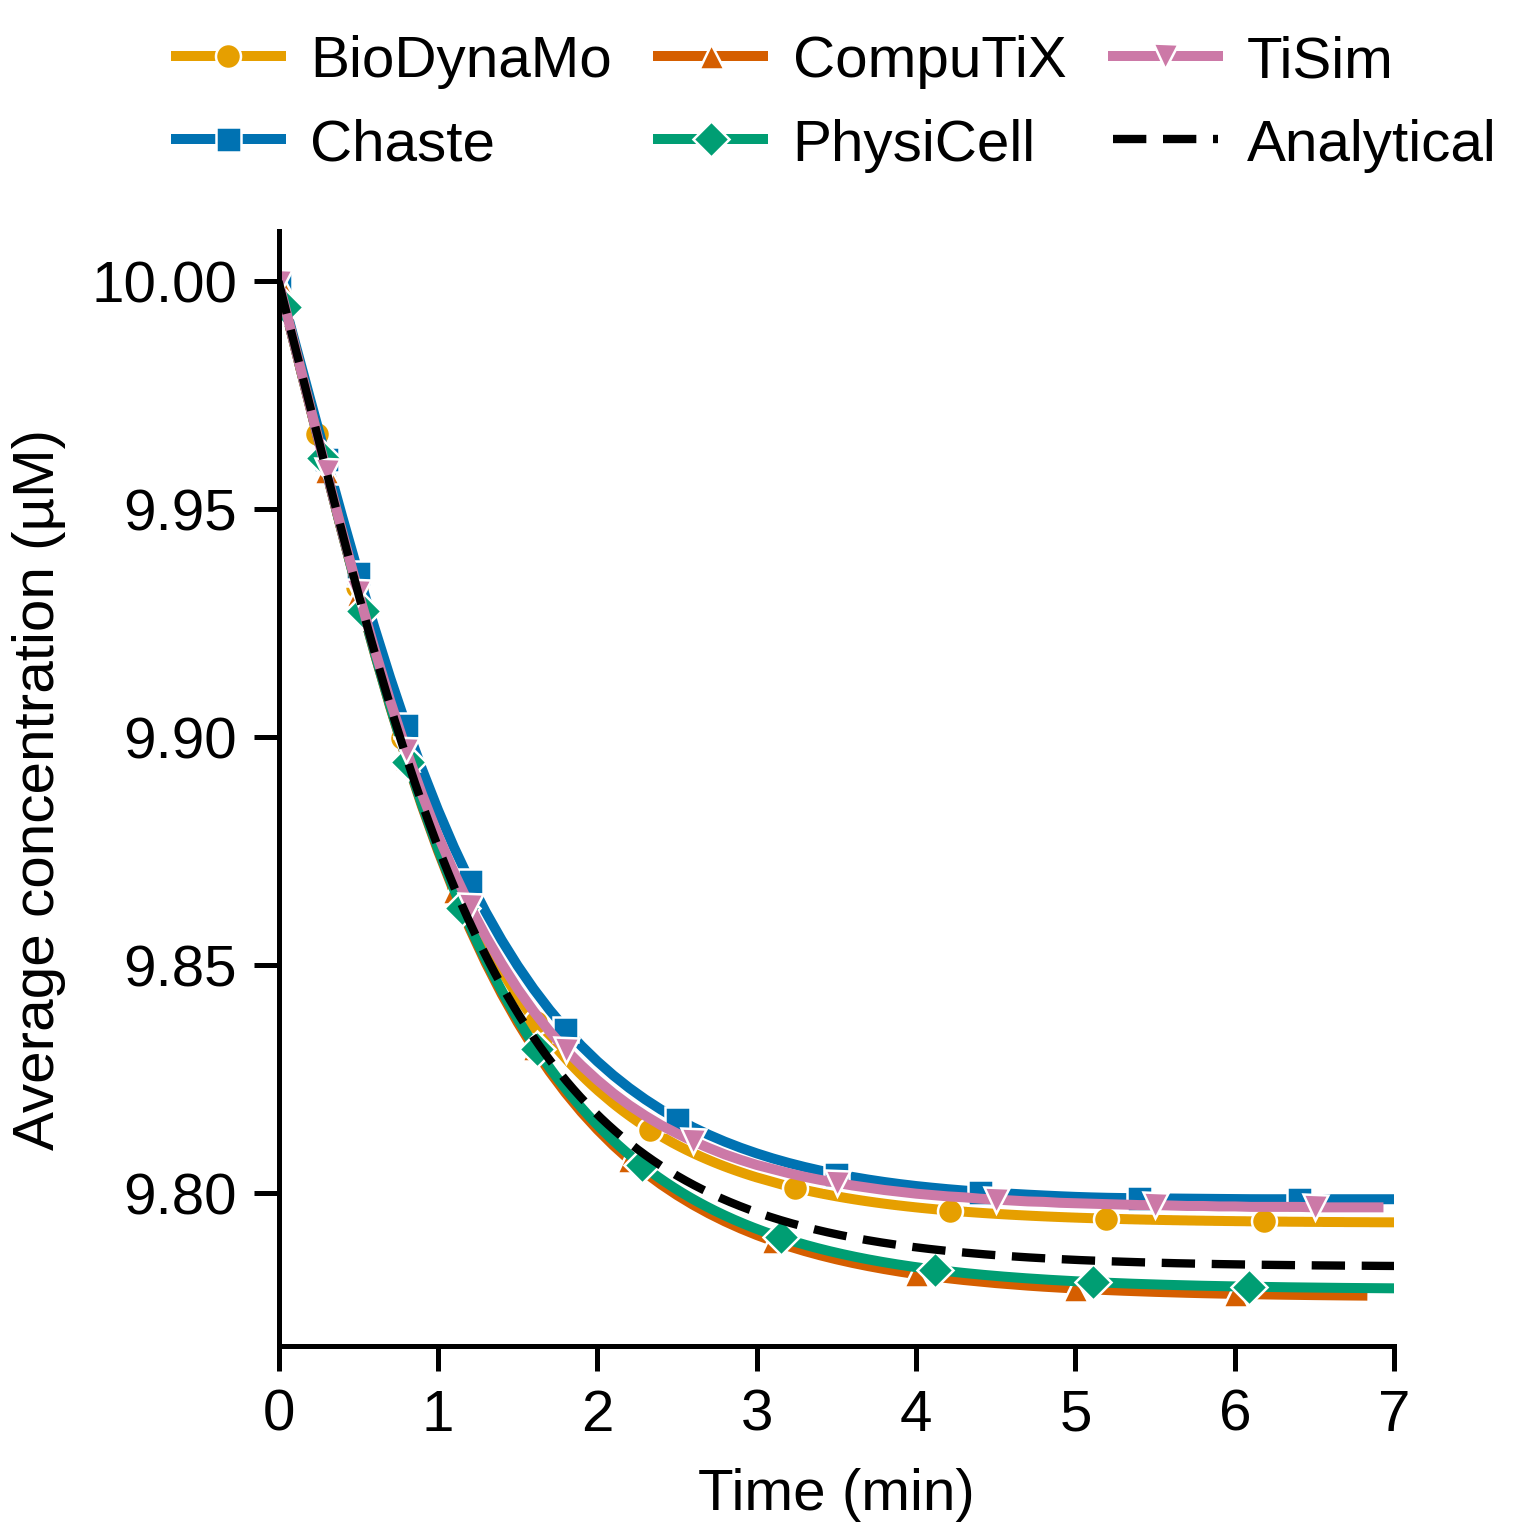 BioDynaMo CompuTiX TiSim
Chaste PhysiCell Analytical
10.00
9.95
9.90
9.85
9.80
Average concentration (µM)
0 1 2 3 4 5 6 7
Time (min)